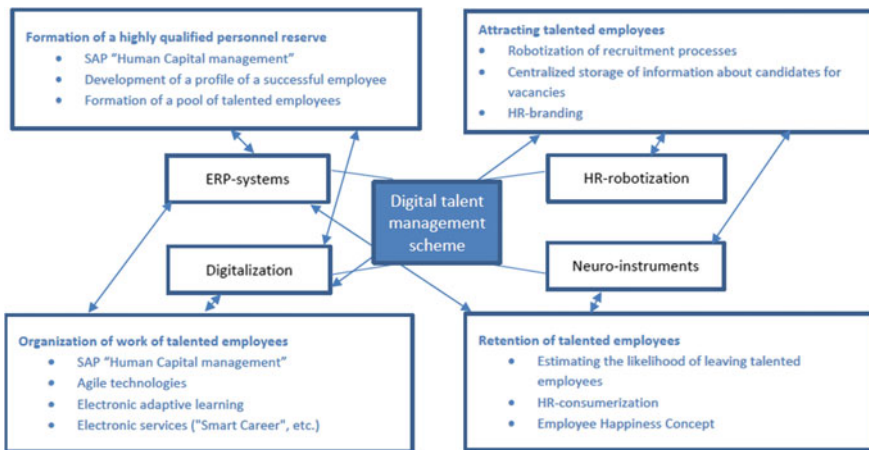 Formation of a highly qualified personnel reserve
• SAP “Human Capital management”
• Development of a profile of a successful employee
• Formation of a pool of talented employees
Attracting talented employees
• Robotization of recruitment processes
• Centralized storage of information about candidates for
vacancies
• HR-branding
ERP-systems
Digital talent
management
scheme
HR-robotization
Digitalization
Neuro-instruments
Organization of work of talented employees
• SAP “Human Capital management”
• Agile technologies
• Electronic adaptive learning
• Electronic services ("Smart Career", etc.)
Retention of talented employees
• Estimating the likelihood of leaving talented
employees
• HR-consumerization
• Employee Happiness Concept